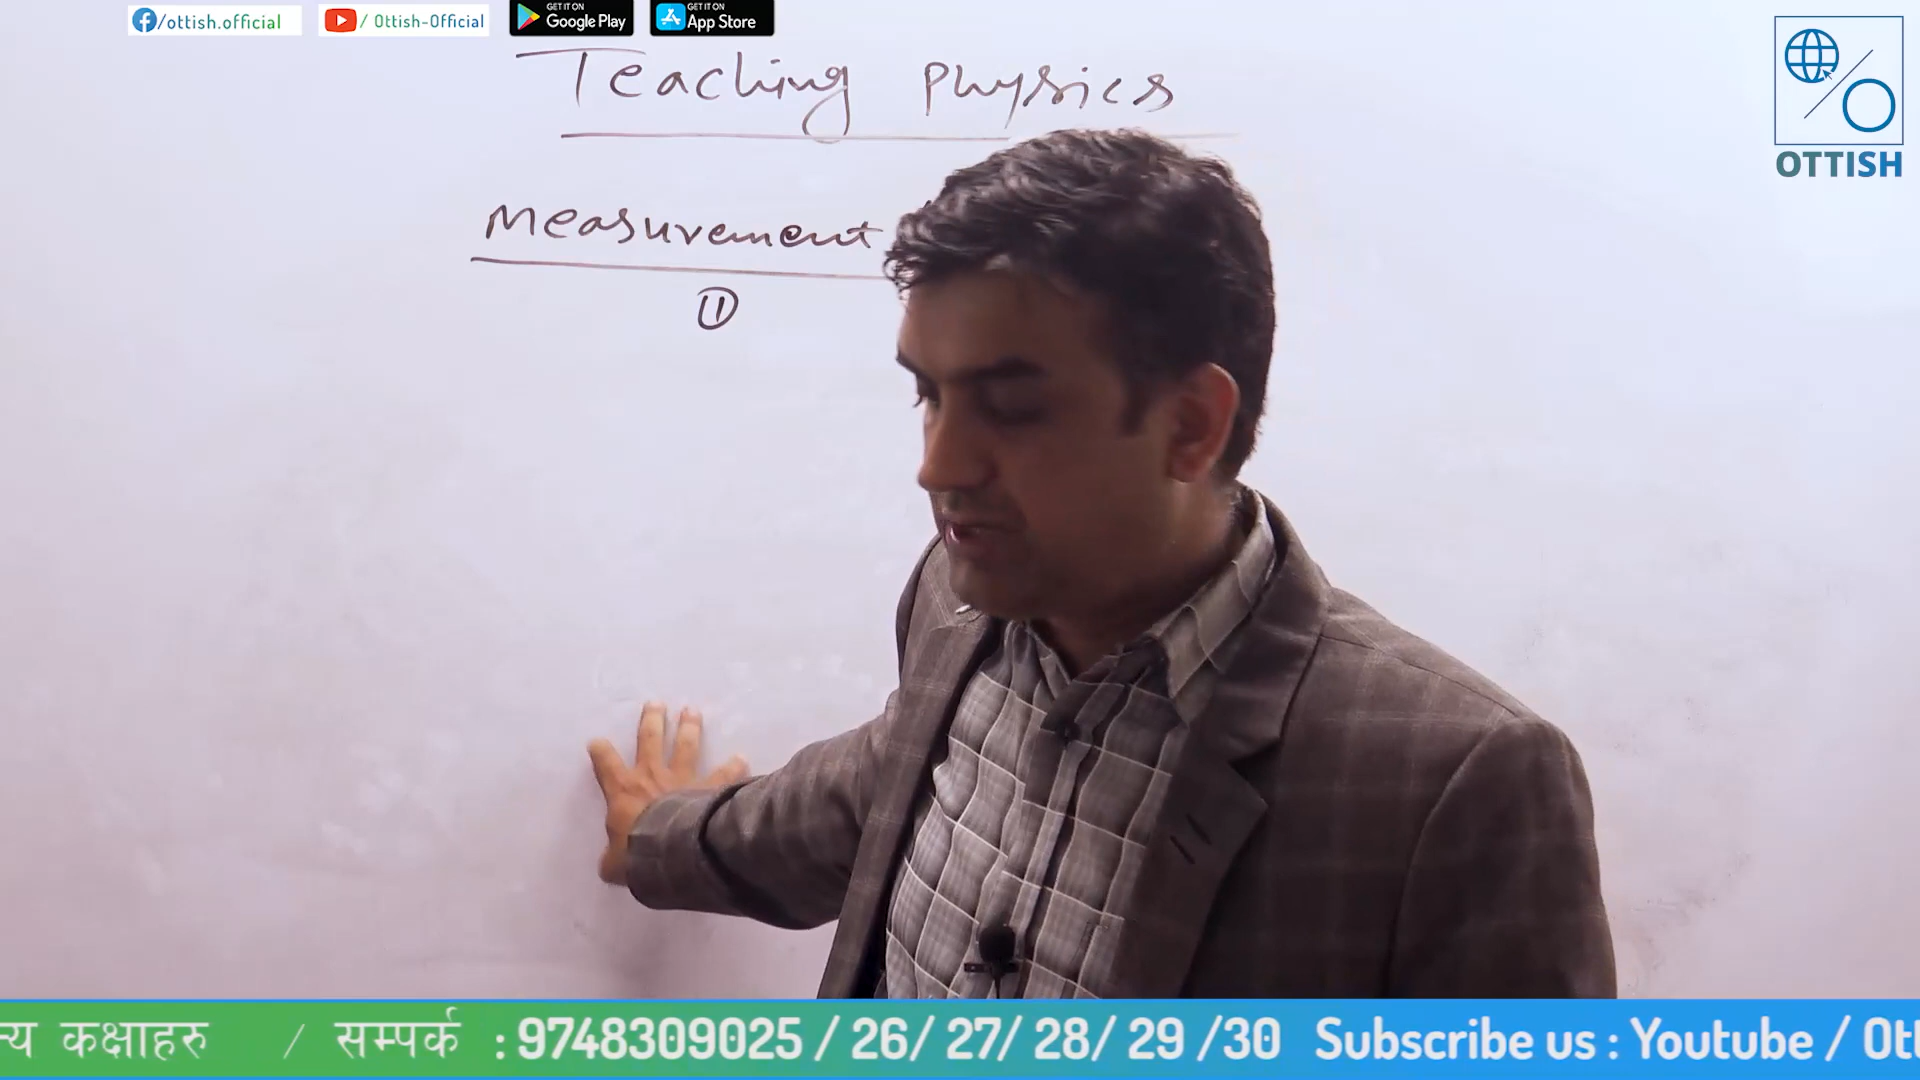 /ottish.official
/ Ottish-Official
GET IT ON
Google Play
GET IT ON
App Store
OTTISH
Teaching Physics
Measurement
①
न्य कक्षाहरु / सम्पर्क : 9748309025 / 26/ 27/ 28/ 29 /30 Subscribe us : Youtube / Ott